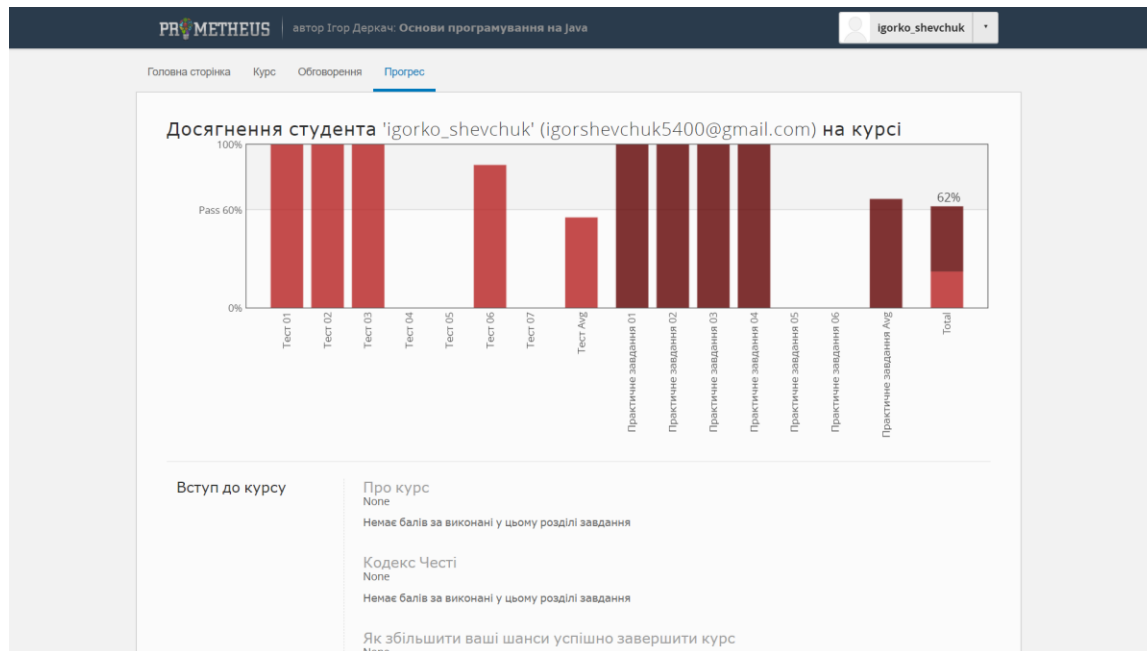 PROMETHEUS
автор Ігор Деркач: Основи програмування на Java
igorko_shevchuk
Головна сторінка Курс Обговорення Прогрес
Досягнення студента 'igorko_shevchuk' (igorshevchuk5400@gmail.com) на курсі
100%
Pass 60%
0%
62%
Тест 01
Тест 02
Тест 03
Тест 04
Тест 05
Тест 06
Тест 07
Тест Avg
Практичне завдання 01
Практичне завдання 02
Практичне завдання 03
Практичне завдання 04
Практичне завдання 05
Практичне завдання 06
Практичне завдання Avg
Total
Вступ до курсу
Про курс
None
Немає балів за виконані у цьому розділі завдання
Кодекс Честі
None
Немає балів за виконані у цьому розділі завдання
Як збільшити ваші шанси успішно завершити курс
None